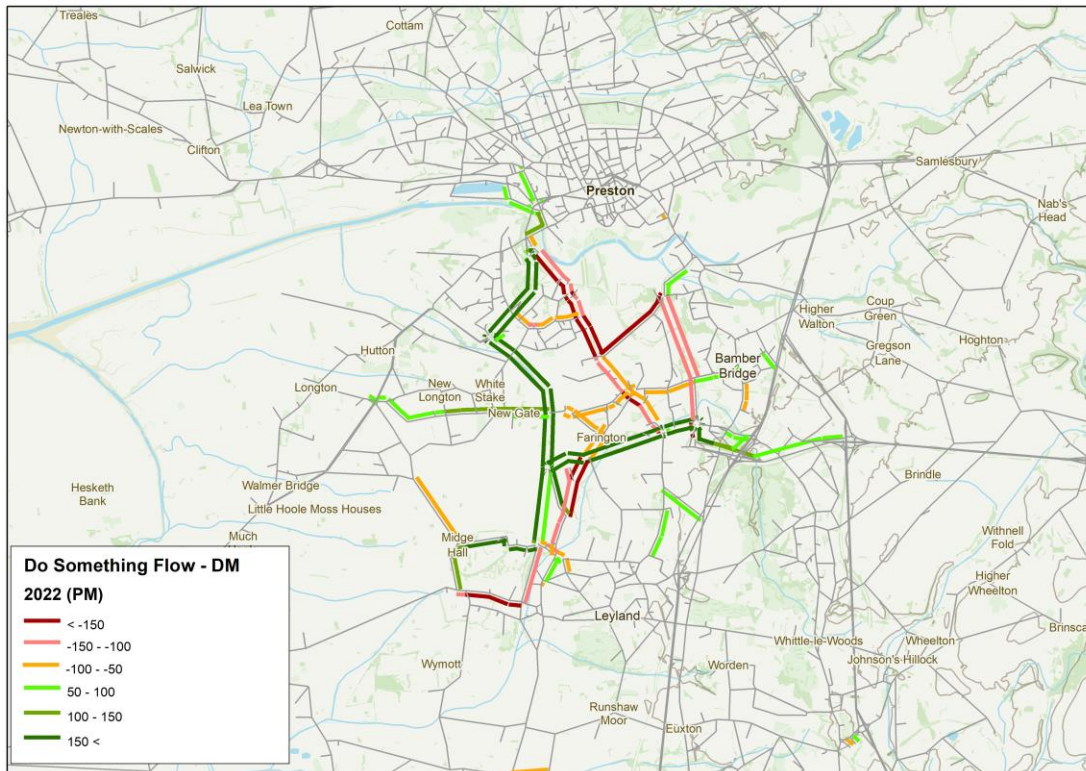 Treales
Cottam
Salwick
Lea Town
Newton-with-Scales
Clifton
Samlesbury
Preston
Nab's
Head
Higher
Walton
Coup
Green
Gregson
Lane
Hoghton
Hutton
Bamber
Bridge
Longton
New
Longton
White
Stake
New Gate
Farington
Brindle
Hesketh
Bank
Walmer Bridge
Little Hoole Moss Houses
Much
Midge
Hall
Withnell
Fold
Higher
Wheelton
Leyland
Whittle-le-Woods
Wheelton
Brinsca
Johnson's Hillock
Wymott
Worden
Runshaw
Moor
Euxton
Do Something Flow - DM
2022 (PM)
< -150
-150 - -100
-100 - -50
50 - 100
100 - 150
150 <